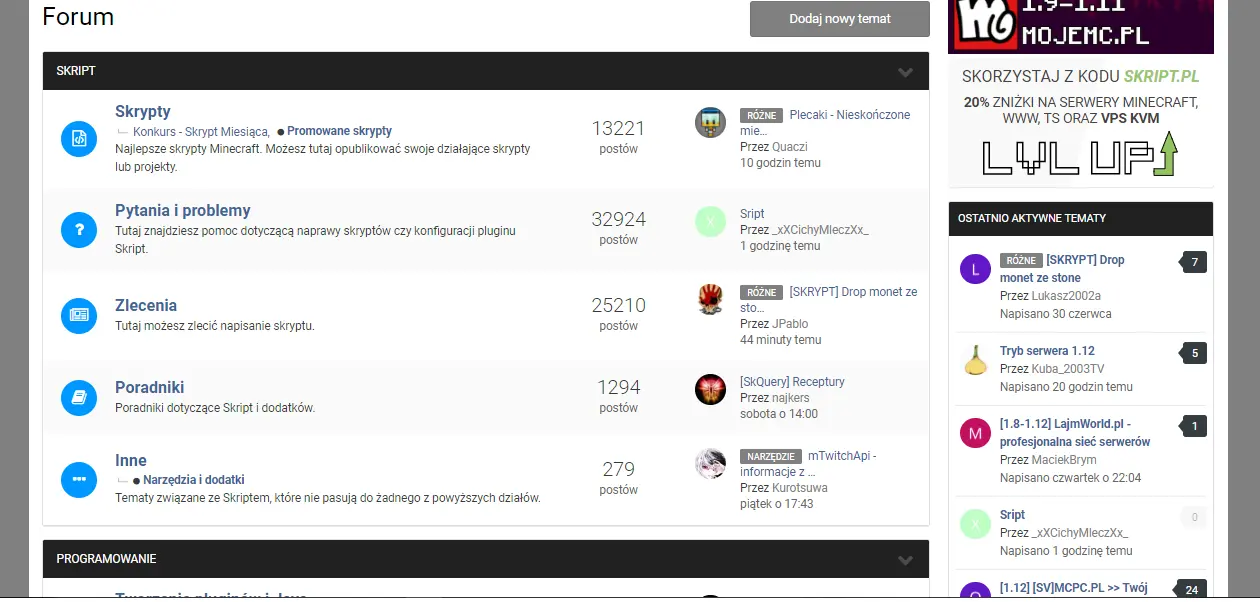 Forum
Dodaj nowy temat
SKRIPT
Skrypty
Konkurs - Skrypt Miesiąca, ● Promowane skrypty
Najlepsze skrypty Minecraft. Możesz tutaj opublikować swoje działające skrypty
lub projekty.
13221
postów
RÓŻNE Plecaki - Nieskończone
mie...
Przez Quaczi
10 godzin temu
Pytania i problemy
Tutaj znajdziesz pomoc dotyczącą naprawy skryptów czy konfiguracji pluginu
Skript.
32924
postów
X
Sript
Przez _xXCichyMleczXx_
1 godzinę temu
Zlecenia
Tutaj możesz zlecić napisanie skryptu.
25210
postów
RÓŻNE [SKRYPT] Drop monet ze
sto...
Przez JPablo
44 minuty temu
Poradniki
Poradniki dotyczące Skript i dodatków.
1294
postów
[SkQuery] Receptury
Przez najkers
sobota o 14:00
Inne
● Narzędzia i dodatki
Tematy związane ze Skriptem, które nie pasują do żadnego z powyższych działów.
279
postów
NARZĘDZIE mTwitchApi -
informacje z ...
Przez Kurotsuwa
piątek o 17:43
PROGRAMOWANIE
Tworzenie pluginów i Java
1.9-1.11
MOJEMC.PL
SKORZYSTAJ Z KODU SKRIPT.PL
20% ZNIŻKI NA SERWERY MINECRAFT,
WWW, TS ORAZ VPS KVM
LVL UP
OSTATNIO AKTYWNE TEMATY
L
RÓŻNE [SKRYPT] Drop
monet ze stone
Przez Lukasz2002a
Napisano 30 czerwca
7
Tryb serwera 1.12
Przez Kuba_2003TV
Napisano 20 godzin temu
5
M
[1.8-1.12] LajmWorld.pl -
profesjonalna sieć serwerów
Przez MaciekBrym
Napisano czwartek o 22:04
1
X
Sript
Przez _xXCichyMleczXx_
Napisano 1 godzinę temu
0
[1.12] [SV]MCPC.PL >> Twój
24